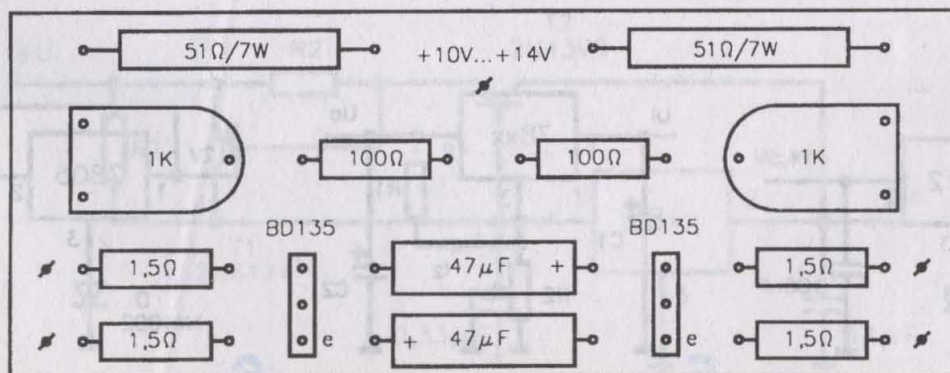 51Ω/7W +10V...+14V 51Ω/7W
1K 100Ω 100Ω 1K
BD135 BD135
1,5Ω 47μF + 1,5Ω
1,5Ω e + 47μF e 1,5Ω